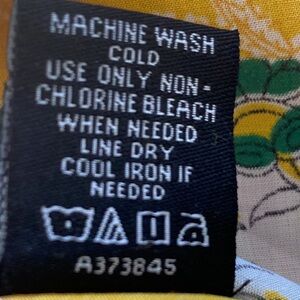 MACHINE WASH
COLD
USE ONLY NON-
CHLORINE BLEACH
WHEN NEEDED
LINE DRY
COOL IRON IF
NEEDED
A373845